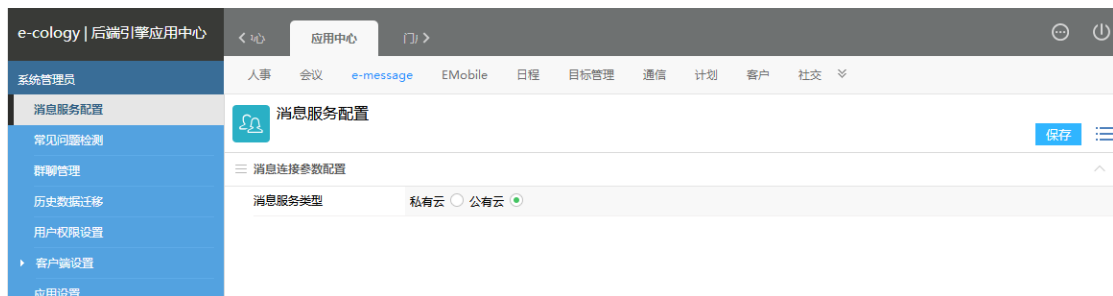 e-cology | 后端引擎应用中心
应用中心
系统管理员
人事 会议 e-message EMobile 日程 目标管理 通信 计划 客户 社交
消息服务配置
消息服务配置
保存
常见问题检测
群聊管理
消息连接参数配置
历史数据迁移
消息服务类型 私有云 公有云
用户权限设置
客户端设置
应用设置